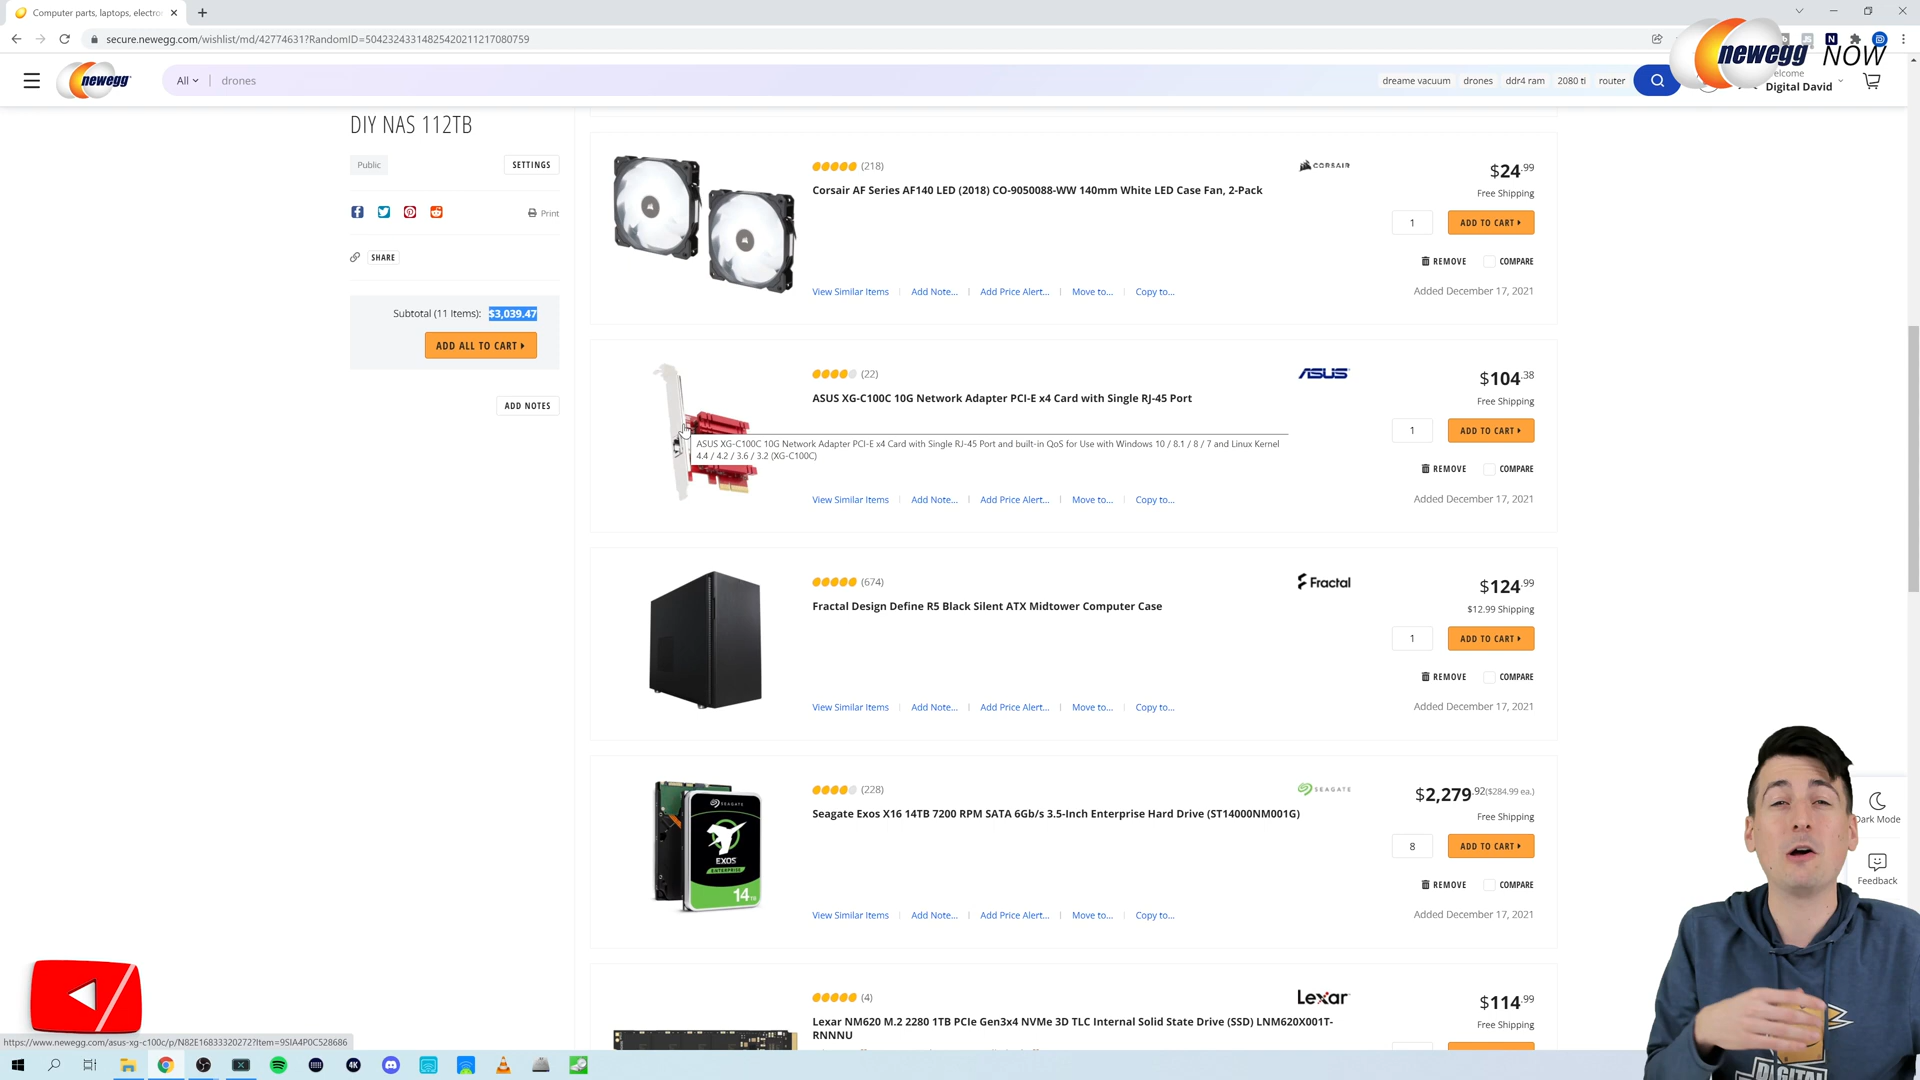 Computer parts, laptops, electro
secure.newegg.com/wishlist/md/42774631?RandomID=50423243314825420211217080759
newegg NOW
newegg
All
drones
dreame vacuum
drones
ddr4 ram
2080 ti
router
elcome
Digital David
DIY NAS 112TB
Public
SETTINGS
Print
SHARE
Subtotal (11 Items): $3,039.47
ADD ALL TO CART
ADD NOTES
(218)
CORSAIR
Corsair AF Series AF140 LED (2018) CO-9050088-WW 140mm White LED Case Fan, 2-Pack
$24.99
Free Shipping
1
ADD TO CART
REMOVE
COMPARE
View Similar Items
Add Note...
Add Price Alert...
Move to...
Copy to...
Added December 17, 2021
(22)
ASUS
ASUS XG-C100C 10G Network Adapter PCI-E x4 Card with Single RJ-45 Port
$104.38
Free Shipping
1
ADD TO CART
ASUS XG-C100C 10G Network Adapter PCI-E x4 Card with Single RJ-45 Port and built-in QoS for Use with Windows 10 / 8.1 / 8 / 7 and Linux Kernel
4.4 / 4.2 / 3.6 / 3.2 (XG-C100C)
REMOVE
COMPARE
View Similar Items
Add Note...
Add Price Alert...
Move to...
Copy to...
Added December 17, 2021
(674)
Fractal
Fractal Design Define R5 Black Silent ATX Midtower Computer Case
$124.99
$12.99 Shipping
1
ADD TO CART
REMOVE
COMPARE
View Similar Items
Add Note...
Add Price Alert...
Move to...
Copy to...
Added December 17, 2021
(228)
SEAGATE
Seagate Exos X16 14TB 7200 RPM SATA 6Gb/s 3.5-Inch Enterprise Hard Drive (ST14000NM001G)
$2,279.92($284.99 ea.)
Free Shipping
8
ADD TO CART
REMOVE
COMPARE
SEAGATE
EXOS
ENTERPRISE
14TB
View Similar Items
Add Note...
Add Price Alert...
Move to...
Copy to...
Added December 17, 2021
Dark Mode
Feedback
(4)
Lexar
Lexar NM620 M.2 2280 1TB PCIe Gen3x4 NVMe 3D TLC Internal Solid State Drive (SSD) LNM620X001T-
RNNNU
$114.99
Free Shipping
https://www.newegg.com/asus-xg-c100c/p/N82E16833320272?Item=9SIA4P0C528686
4K
DIGITAL